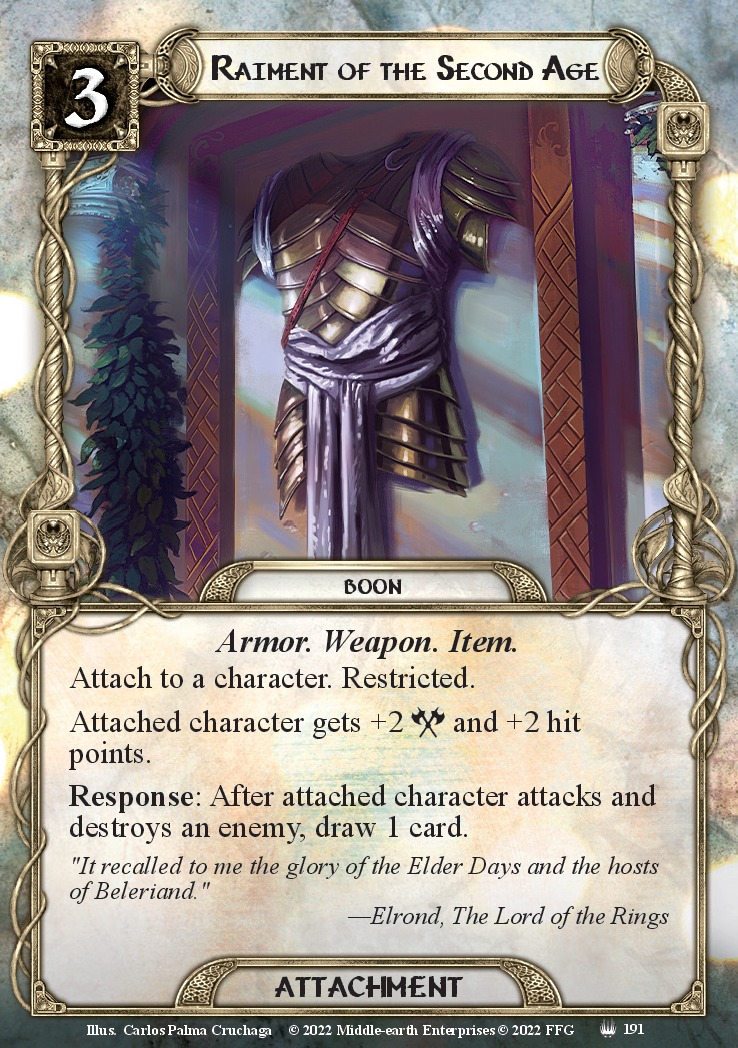 3
Raiment of the Second Age
BOON
Armor. Weapon. Item.
Attach to a character. Restricted.
Attached character gets +2 and +2 hit
points.
Response: After attached character attacks and
destroys an enemy, draw 1 card.
"It recalled to me the glory of the Elder Days and the hosts
of Beleriand."
—Elrond, The Lord of the Rings
ATTACHMENT
Illus. Carlos Palma Cruchaga © 2022 Middle-earth Enterprises © 2022 FFG 191